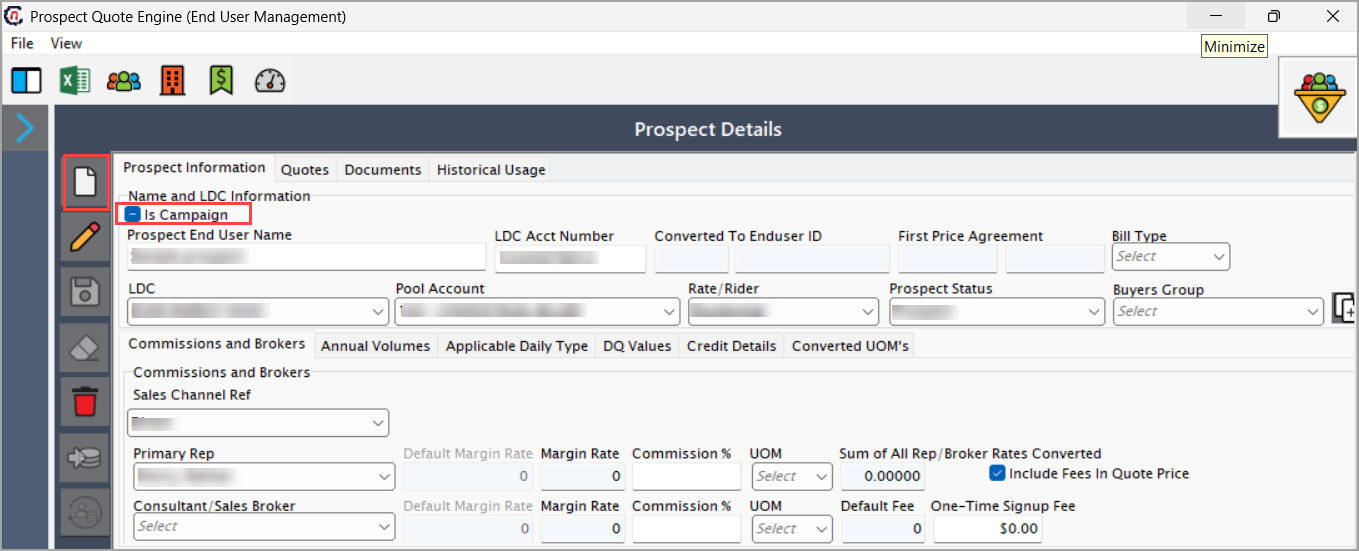 Prospect Quote Engine (End User Management)
File View
Minimize
Prospect Details
Prospect Information Quotes Documents Historical Usage
Name and LDC Information
Is Campaign
Prospect End User Name LDC Acct Number Converted To Enduser ID First Price Agreement Bill Type
Select
LDC Pool Account Rate/Rider Prospect Status Buyers Group
Select
Commissions and Brokers Annual Volumes Applicable Daily Type DQ Values Credit Details Converted UOM's
Commissions and Brokers
Sales Channel Ref
Primary Rep Default Margin Rate Margin Rate Commission % UOM Sum of All Rep/Broker Rates Converted
0 0 Select 0.00000 Include Fees In Quote Price
Consultant/Sales Broker Default Margin Rate Margin Rate Commission % UOM Default Fee One-Time Signup Fee
Select 0 0 Select 0 $0.00